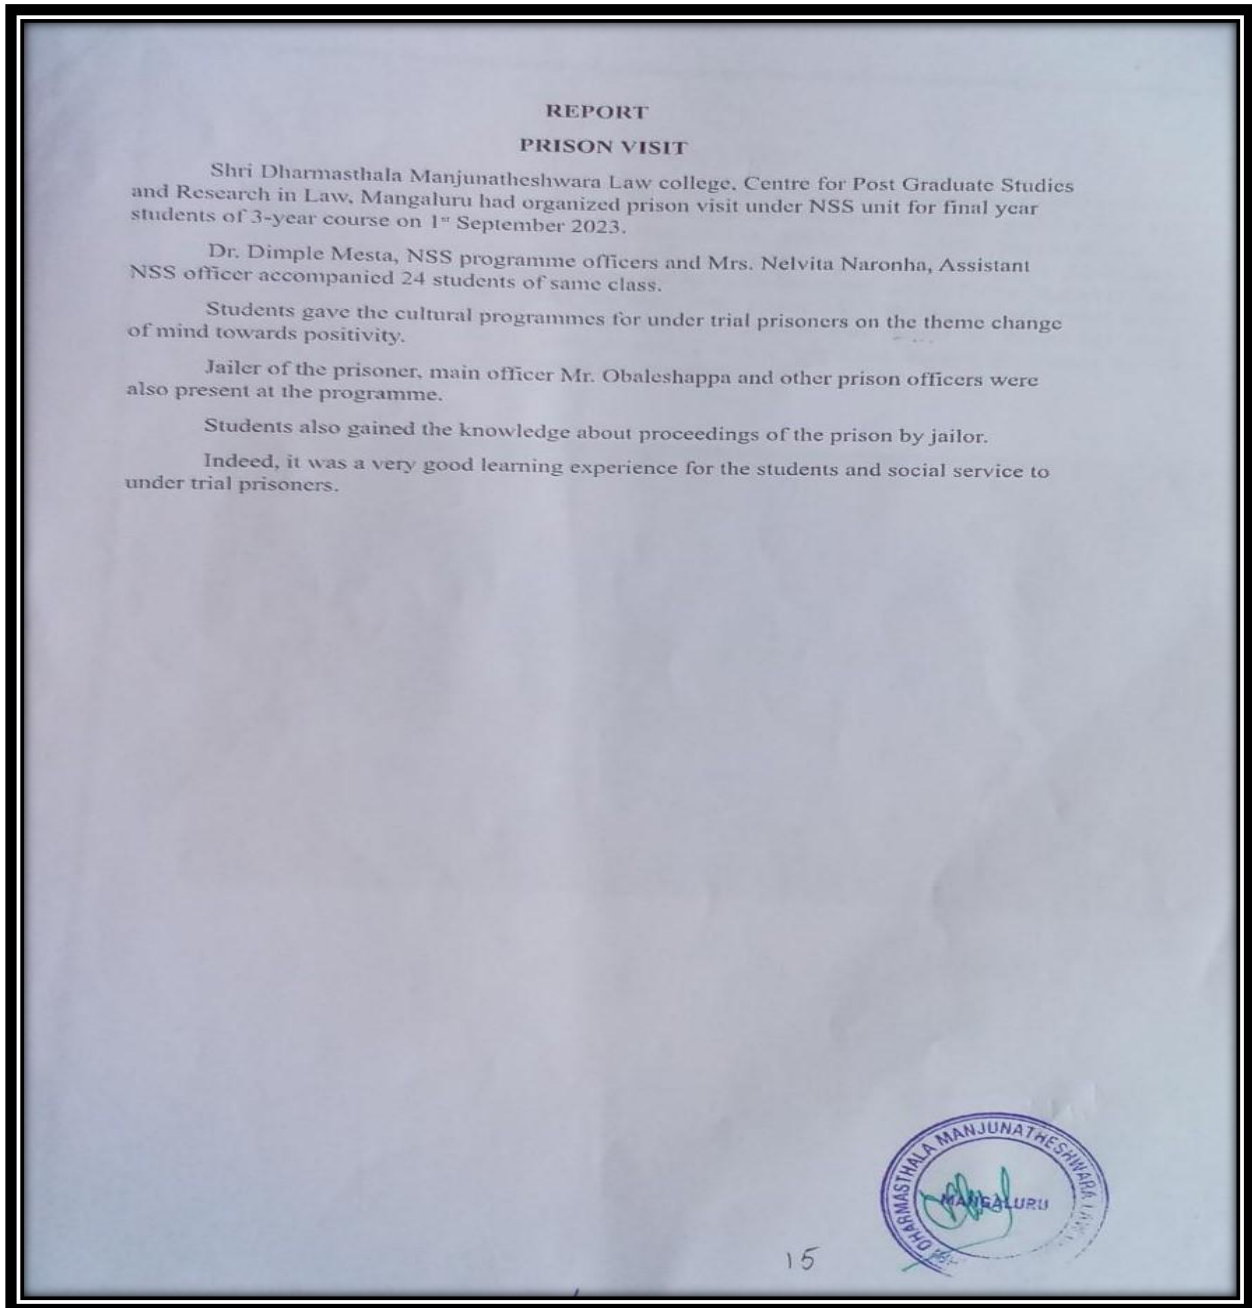 REPORT
PRISON VISIT
Shri Dharmasthala Manjunatheshwara Law college, Centre for Post Graduate Studies
and Research in Law, Mangaluru had organized prison visit under NSS unit for final year
students of 3-year course on 1st September 2023.
Dr. Dimple Mesta, NSS programme officers and Mrs. Nelvita Naronha, Assistant
NSS officer accompanied 24 students of same class.
Students gave the cultural programmes for under trial prisoners on the theme change
of mind towards positivity.
Jailer of the prisoner, main officer Mr. Obaleshappa and other prison officers were
also present at the programme.
Students also gained the knowledge about proceedings of the prison by jailor.
Indeed, it was a very good learning experience for the students and social service to
under trial prisoners.
DHARMASTHALA MANJUNATHESHWARA LAW
MANGALURU
15